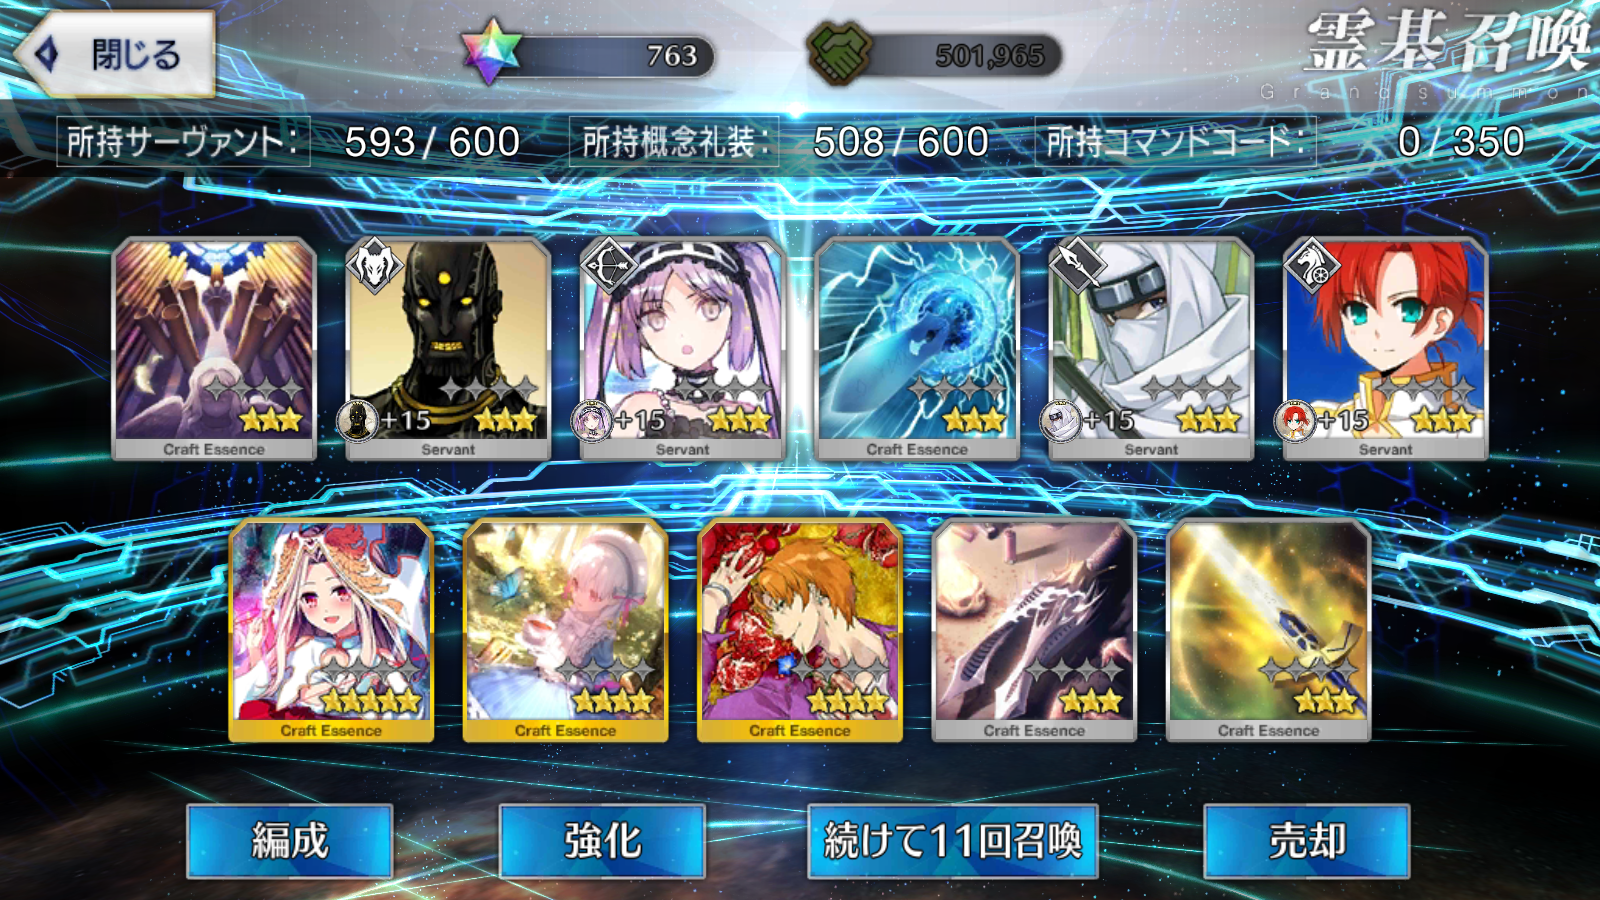 閉じる
763
501,965
霊基召喚
Grand summon
所持サーヴァント: 593 / 600
所持概念礼装: 508 / 600
所持コマンドコード: 0 / 350
Craft Essence
+15
Servant
+15
Servant
Craft Essence
+15
Servant
+15
Servant
Craft Essence
Craft Essence
Craft Essence
Craft Essence
Craft Essence
編成
強化
続けて11回召喚
売却